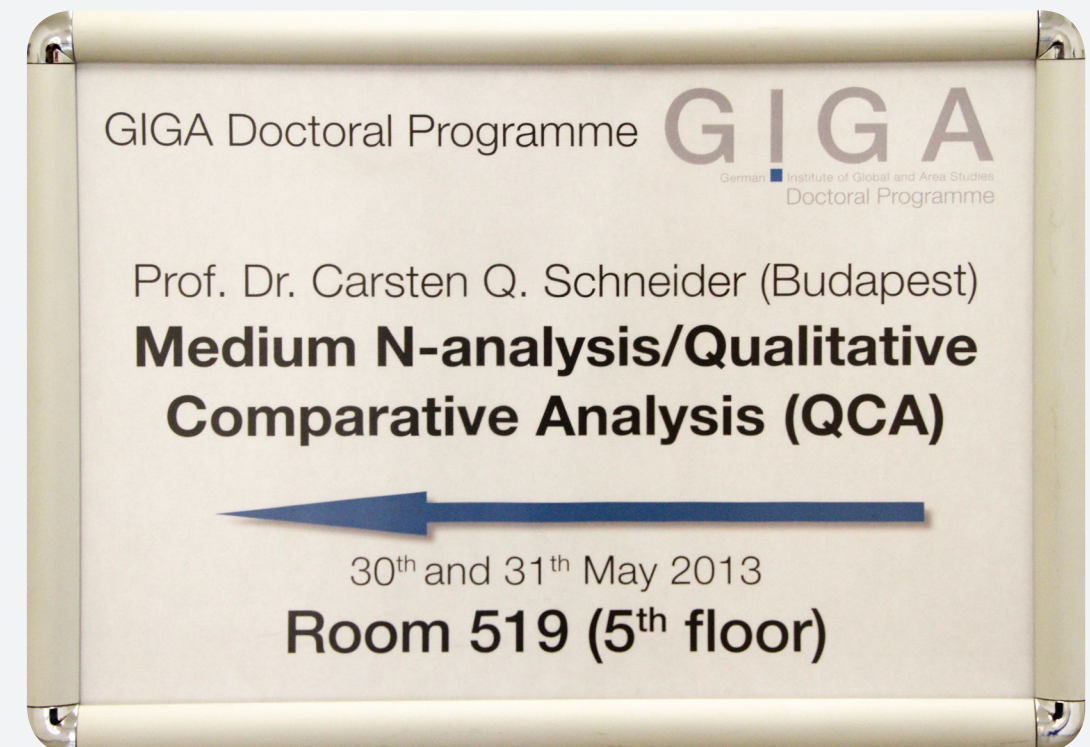 GIGA Doctoral Programme
GIGA
German Institute of Global and Area Studies
Doctoral Programme
Prof. Dr. Carsten Q. Schneider (Budapest)
Medium N-analysis/Qualitative
Comparative Analysis (QCA)
30th and 31th May 2013
Room 519 (5th floor)